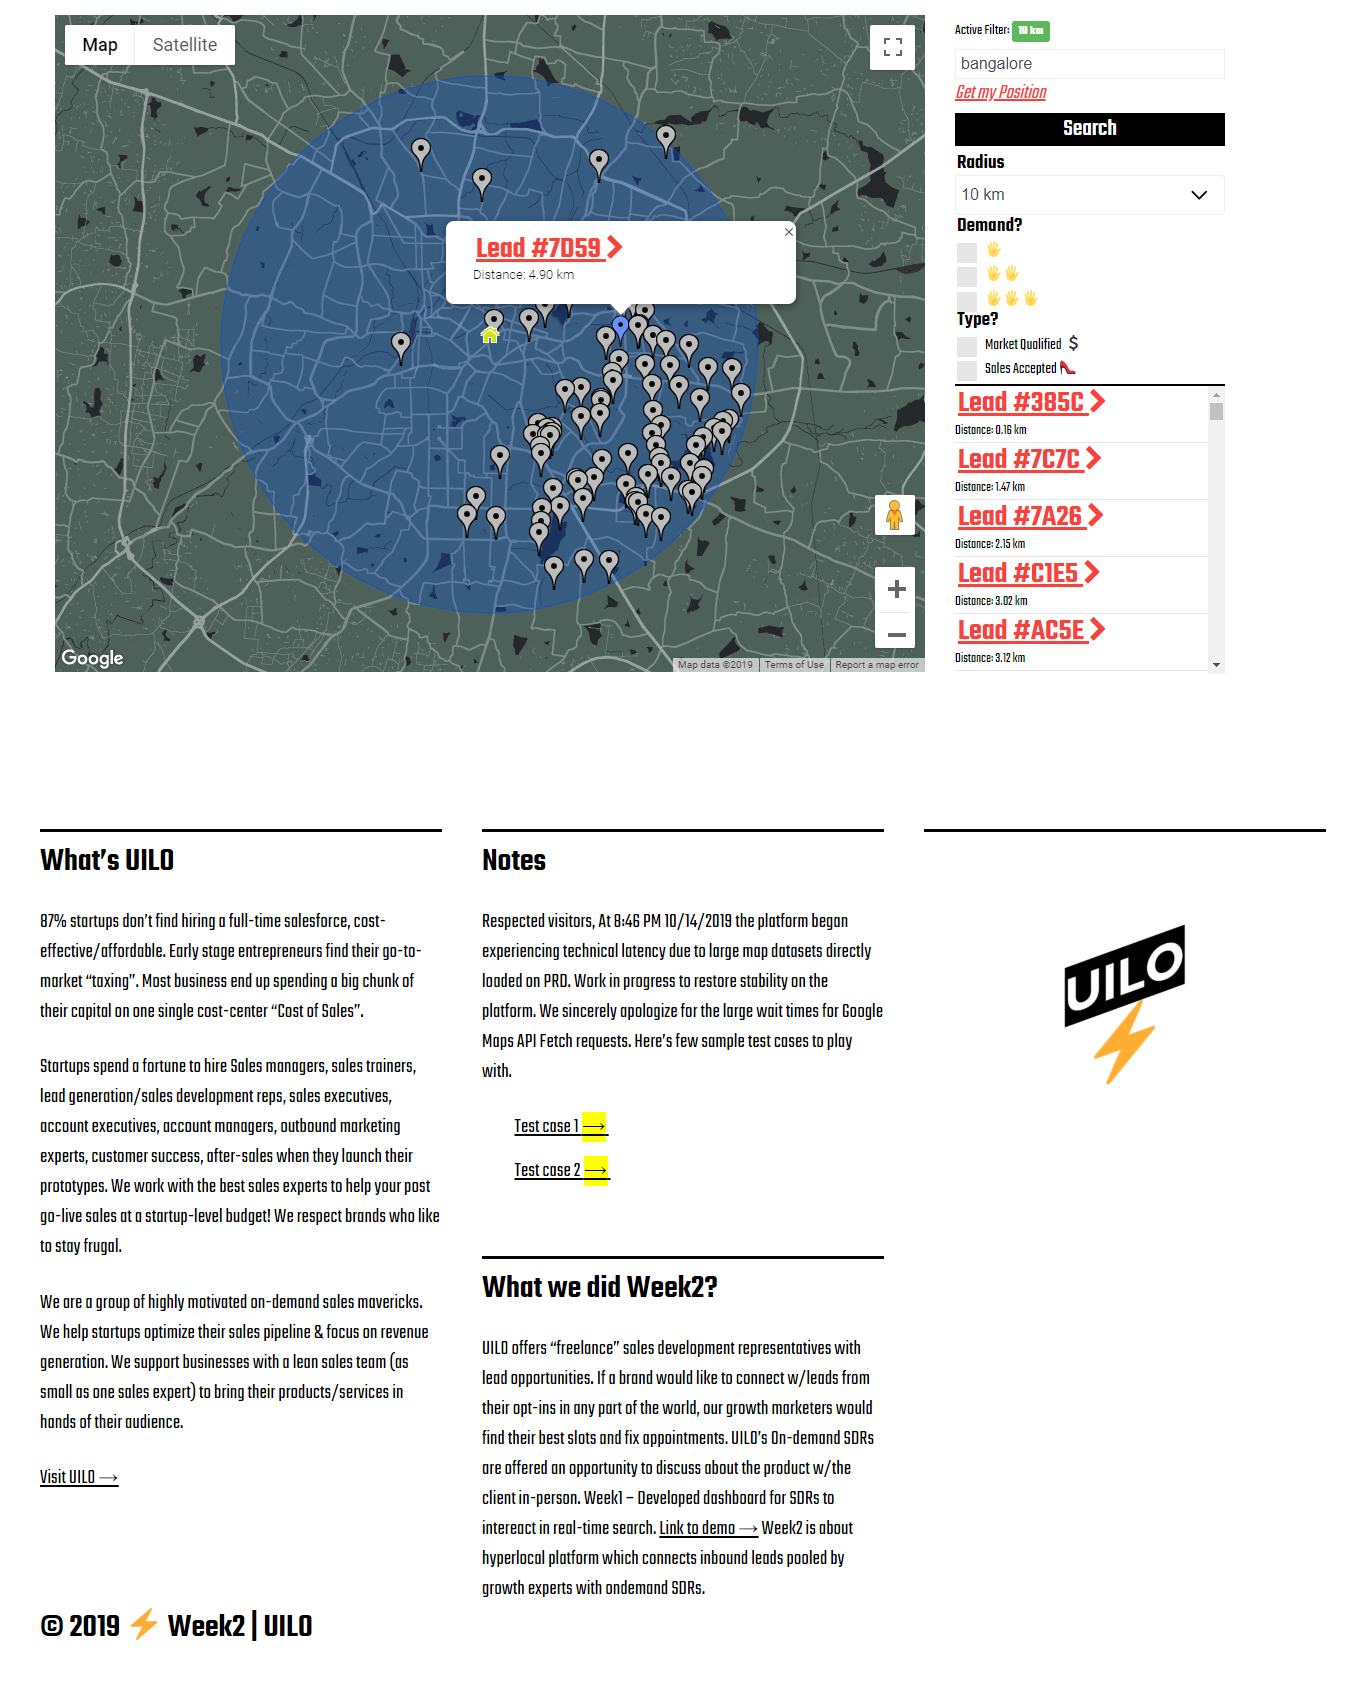 Map
Satellite
Lead #7D59
Distance: 4.90 km
Google
Map data ©2019
Terms of Use
Report a map error
Active Filter: 10 km
bangalore
Get my Position
Search
Radius
10 km
Demand?
Type?
Market Qualified
Sales Accepted
Lead #385C
Distance: 0.16 km
Lead #7C7C
Distance: 1.47 km
Lead #7A26
Distance: 2.15 km
Lead #C1E5
Distance: 3.02 km
Lead #AC5E
Distance: 3.12 km
What’s UILO
87% startups don’t find hiring a full-time salesforce, cost-
effective/affordable. Early stage entrepreneurs find their go-to-
market “taxing”. Most business end up spending a big chunk of
their capital on one single cost-center “Cost of Sales”.
Startups spend a fortune to hire Sales managers, sales trainers,
lead generation/sales development reps, sales executives,
account executives, account managers, outbound marketing
experts, customer success, after-sales when they launch their
prototypes. We work with the best sales experts to help your post
go-live sales at a startup-level budget! We respect brands who like
to stay frugal.
We are a group of highly motivated on-demand sales mavericks.
We help startups optimize their sales pipeline & focus on revenue
generation. We support businesses with a lean sales team (as
small as one sales expert) to bring their products/services in
hands of their audience.
Visit UILO →
Notes
Respected visitors, At 8:46 PM 10/14/2019 the platform began
experiencing technical latency due to large map datasets directly
loaded on PRD. Work in progress to restore stability on the
platform. We sincerely apologize for the large wait times for Google
Maps API Fetch requests. Here’s few sample test cases to play
with.
Test case 1 →
Test case 2 →
What we did Week2?
UILO offers “freelance” sales development representatives with
lead opportunities. If a brand would like to connect w/leads from
their opt-ins in any part of the world, our growth marketers would
find their best slots and fix appointments. UILO’s On-demand SDRs
are offered an opportunity to discuss about the product w/the
client in-person. Week1 – Developed dashboard for SDRs to
intereact in real-time search. Link to demo → Week2 is about
hyperlocal platform which connects inbound leads pooled by
growth experts with ondemand SDRs.
UILO
© 2019 ⚡ Week2 | UILO